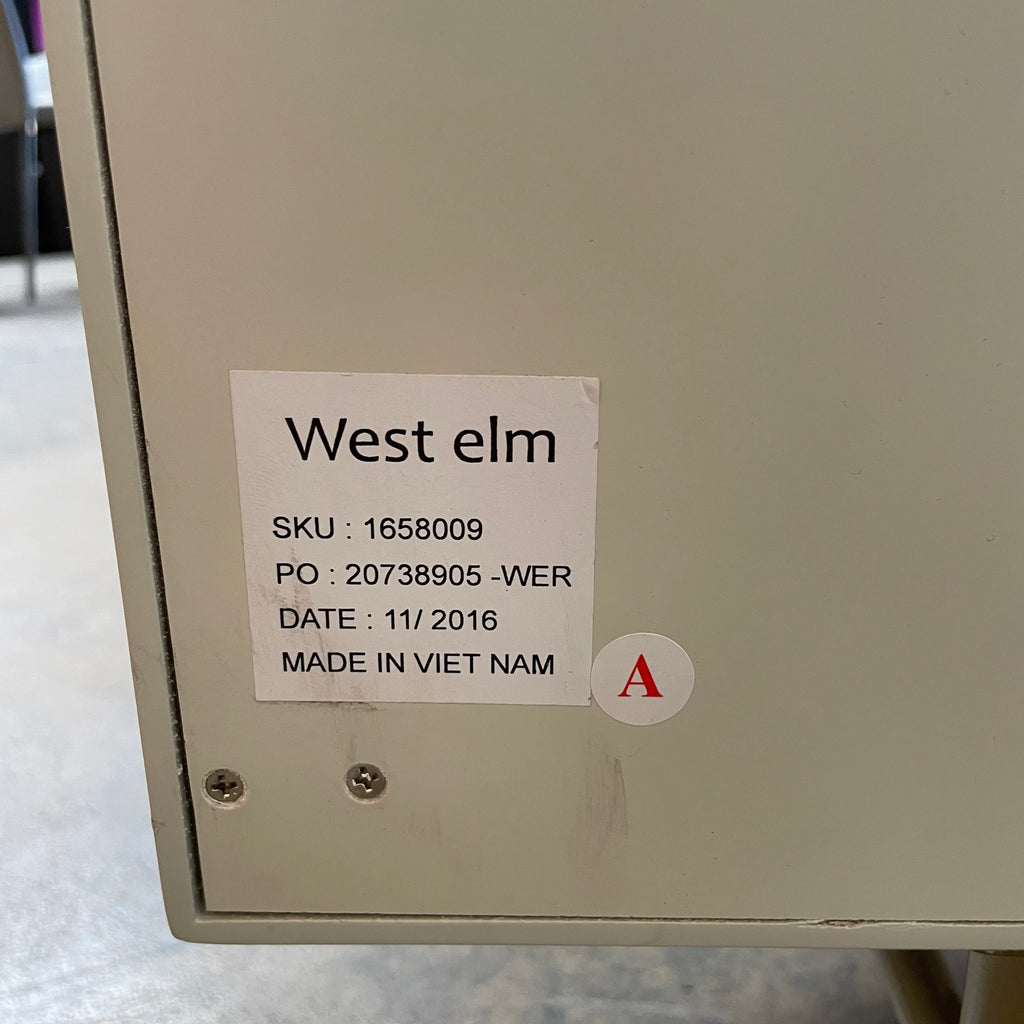 West elm
SKU : 1658009
PO : 20738905 -WER
DATE : 11/ 2016
MADE IN VIET NAM
A